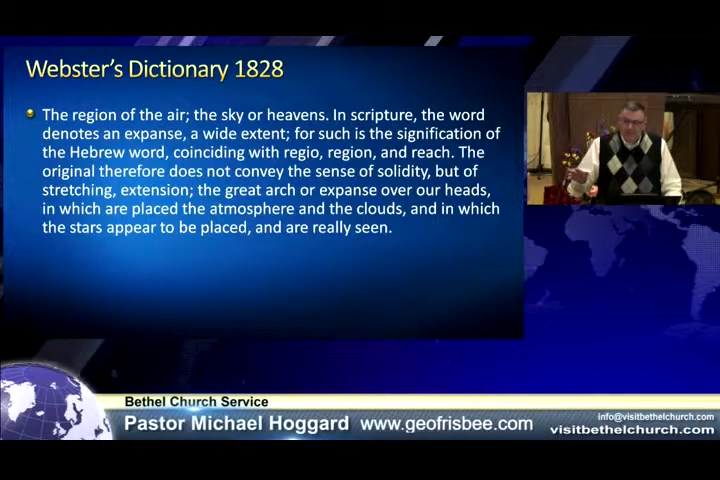 Webster's Dictionary 1828
The region of the air; the sky or heavens. In scripture, the word
denotes an expanse, a wide extent; for such is the signification of
the Hebrew word, coinciding with regio, region, and reach. The
original therefore does not convey the sense of solidity, but of
stretching, extension; the great arch or expanse over our heads,
in which are placed the atmosphere and the clouds, and in which
the stars appear to be placed, and are really seen.
Bethel Church Service
Pastor Michael Hoggard www.geofrisbee.com
info@visitbethelchurch.com
visitbethelchurch.com